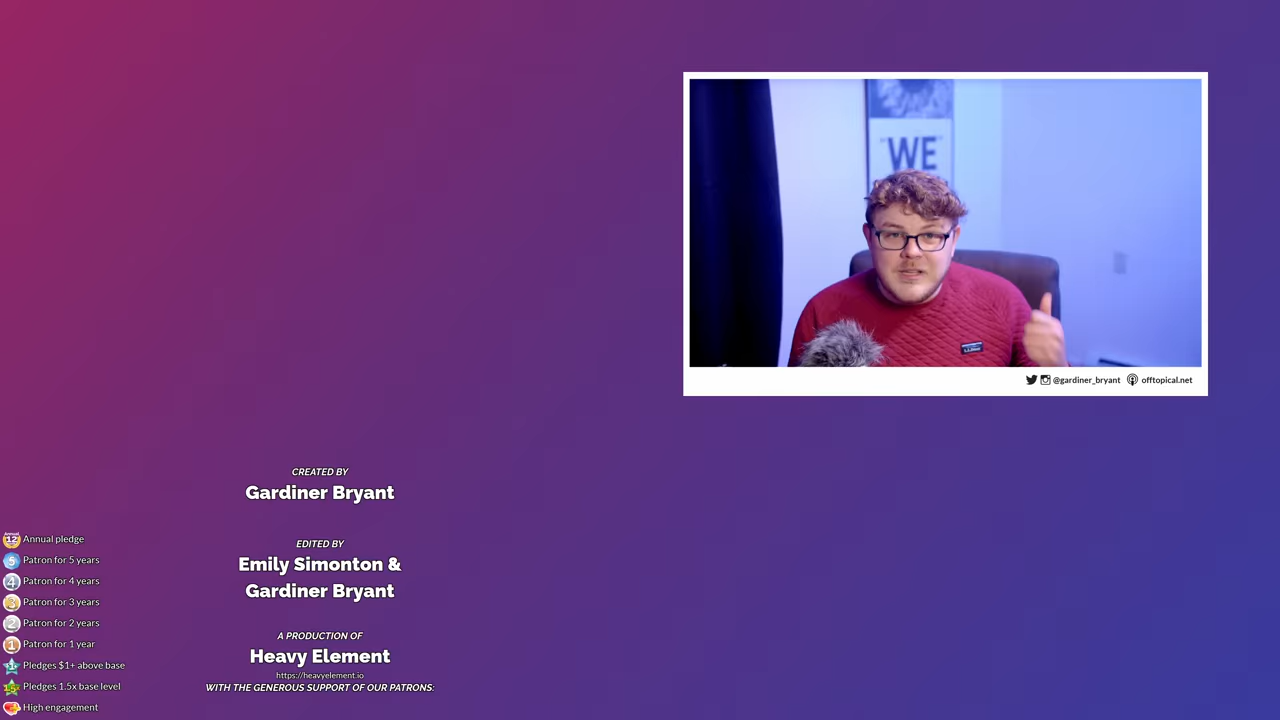 "WE
@gardiner_bryant offtopical.net
CREATED BY
Gardiner Bryant
EDITED BY
Emily Simonton &
Gardiner Bryant
A PRODUCTION OF
Heavy Element
https://heavyelement.io
WITH THE GENEROUS SUPPORT OF OUR PATRONS:
Annual pledge
Patron for 5 years
Patron for 4 years
Patron for 3 years
Patron for 2 years
Patron for 1 year
Pledges $1+ above base
Pledges 1.5x base level
High engagement